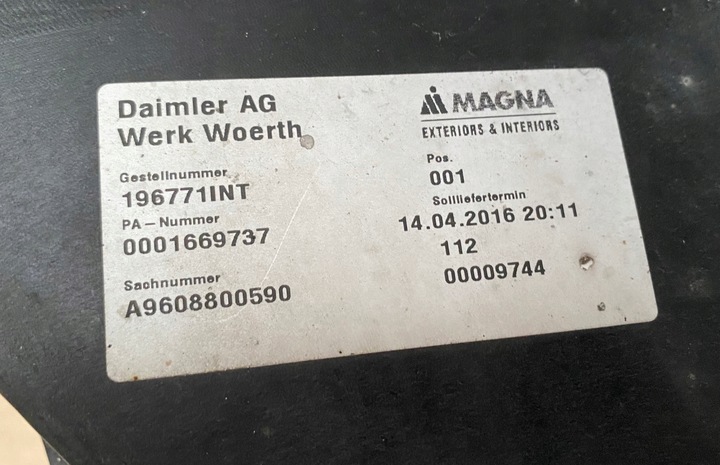 Daimler AG
Werk Woerth
Gestellnummer
196771INT
PA-Nummer
0001669737
Sachnummer
A9608800590
MAGNA
EXTERIORS & INTERIORS
Pos.
001
Sollliefertermin
14.04.2016 20:11
112
00009744